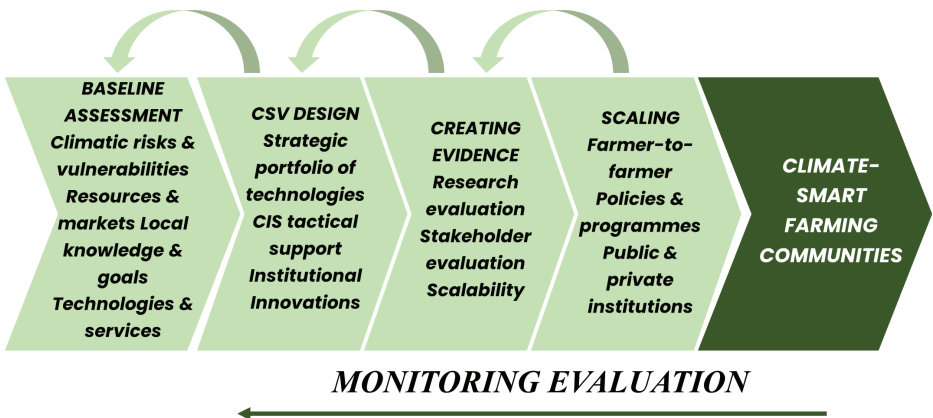 BASELINE
ASSESSMENT
Climatic risks &
vulnerabilities
Resources &
markets Local
knowledge &
goals
Technologies &
services
CSV DESIGN
Strategic
portfolio of
technologies
CIS tactical
support
Institutional
Innovations
CREATING
EVIDENCE
Research
evaluation
Stakeholder
evaluation
Scalability
SCALING
Farmer-to-
farmer
Policies &
programmes
Public &
private
institutions
CLIMATE-
SMART
FARMING
COMMUNITIES
MONITORING EVALUATION